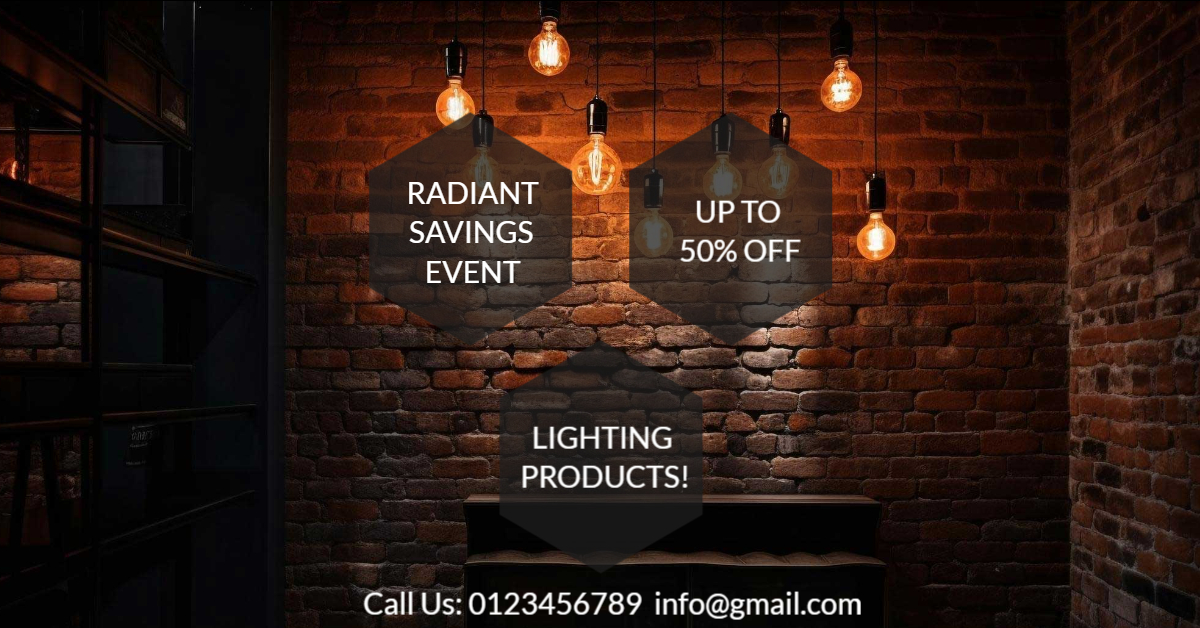 RADIANT
SAVINGS
EVENT
UP TO
50% OFF
LIGHTING
PRODUCTS!
Call Us: 0123456789 info@gmail.com